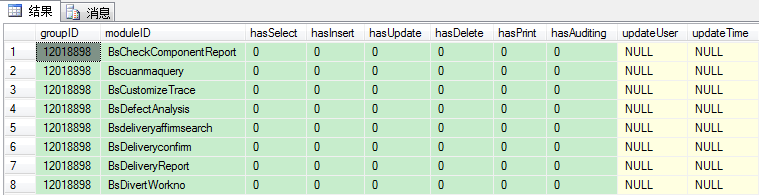 结果 消息
groupID moduleID hasSelect hasInsert hasUpdate hasDelete hasPrint hasAuditing updateUser updateTime
1 12018898 BsCheckComponentReport 0 0 0 0 0 0 NULL NULL
2 12018898 Bscuanmaquery 0 0 0 0 0 0 NULL NULL
3 12018898 BsCustomizeTrace 0 0 0 0 0 0 NULL NULL
4 12018898 BsDefectAnalysis 0 0 0 0 0 0 NULL NULL
5 12018898 Bsdeliveryaffirmsearch 0 0 0 0 0 0 NULL NULL
6 12018898 BsDeliveryconfirm 0 0 0 0 0 0 NULL NULL
7 12018898 BsDeliveryReport 0 0 0 0 0 0 NULL NULL
8 12018898 BsDivertWorkno 0 0 0 0 0 0 NULL NULL